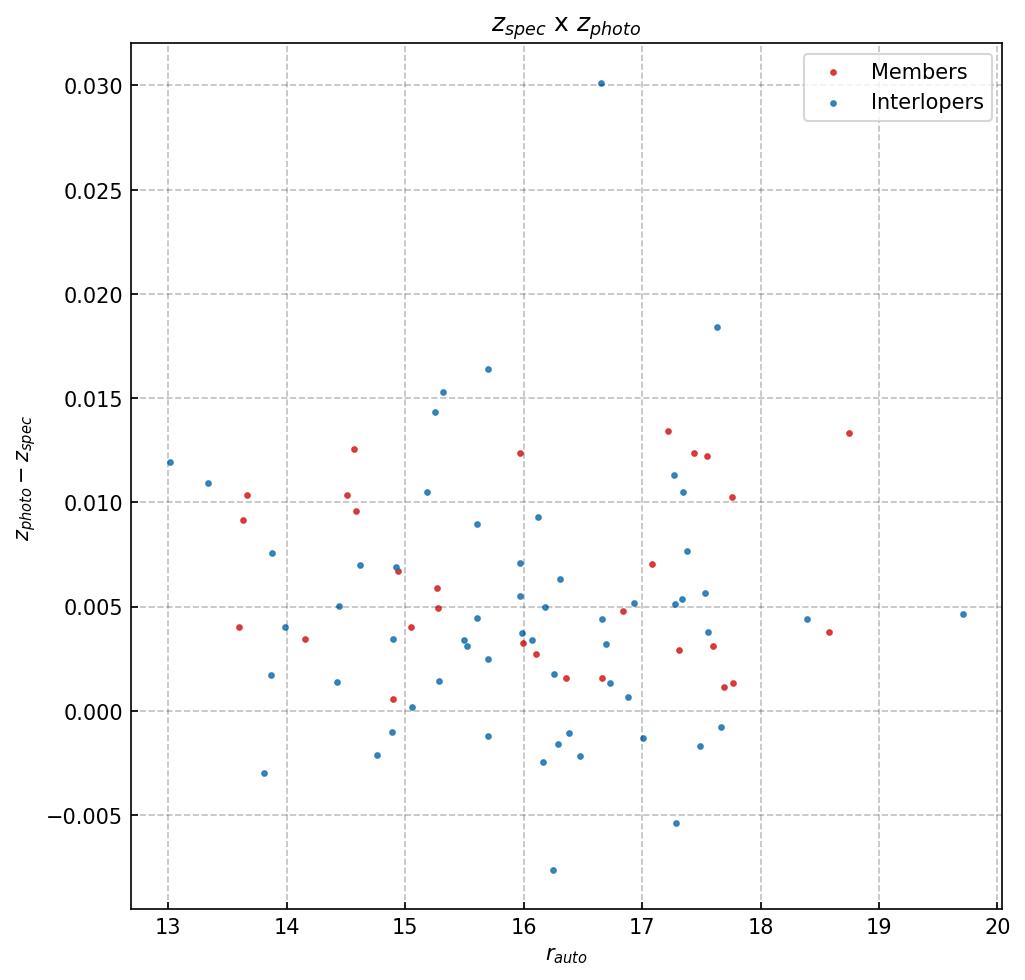 z_spec x z_photo
Members
Interlopers
0.030
0.025
0.020
0.015
0.010
0.005
0.000
−0.005
z_photo − z_spec
13 14 15 16 17 18 19 20
r_auto